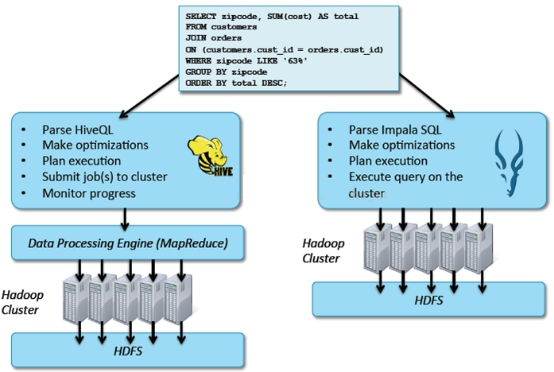 SELECT zipcode, SUM(cost) AS total
FROM customers
JOIN orders
ON (customers.cust_id = orders.cust_id)
WHERE zipcode LIKE '63%'
GROUP BY zipcode
ORDER BY total DESC;
• Parse HiveQL
• Make optimizations
• Plan execution
• Submit job(s) to cluster
• Monitor progress
HIVE
Data Processing Engine (MapReduce)
Hadoop
Cluster
HDFS
• Parse Impala SQL
• Make optimizations
• Plan execution
• Execute query on the
cluster
Hadoop
Cluster
HDFS